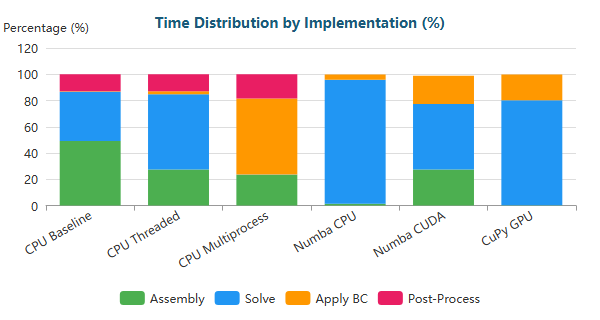 Time Distribution by Implementation (%)
Percentage (%)
120
100
80
60
40
20
0
CPU Baseline
CPU Threaded
CPU Multiprocess
Numba CPU
Numba CUDA
CuPy GPU
Assembly Solve Apply BC Post-Process